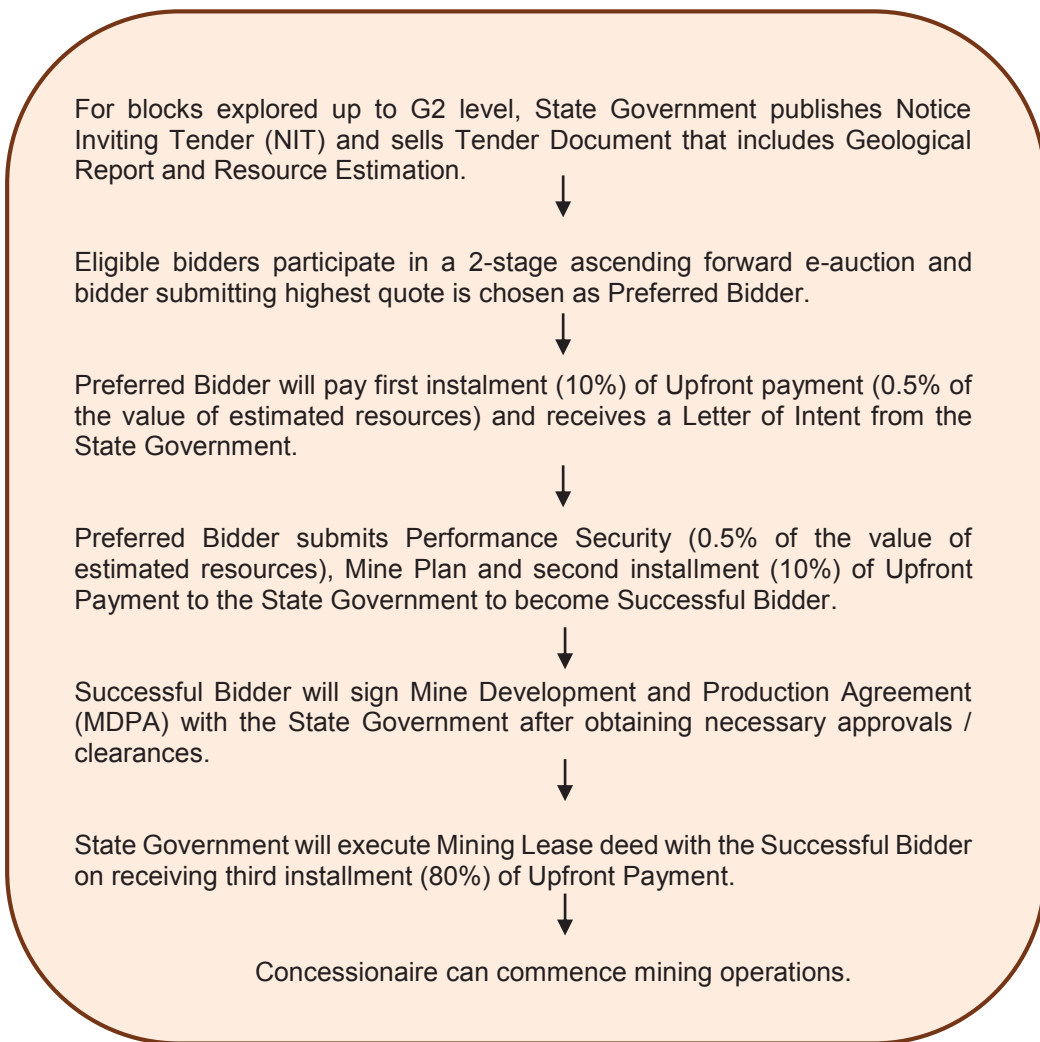 For blocks explored up to G2 level, State Government publishes Notice
Inviting Tender (NIT) and sells Tender Document that includes Geological
Report and Resource Estimation.
Eligible bidders participate in a 2-stage ascending forward e-auction and
bidder submitting highest quote is chosen as Preferred Bidder.
Preferred Bidder will pay first instalment (10%) of Upfront payment (0.5% of
the value of estimated resources) and receives a Letter of Intent from the
State Government.
Preferred Bidder submits Performance Security (0.5% of the value of
estimated resources), Mine Plan and second installment (10%) of Upfront
Payment to the State Government to become Successful Bidder.
Successful Bidder will sign Mine Development and Production Agreement
(MDPA) with the State Government after obtaining necessary approvals /
clearances.
State Government will execute Mining Lease deed with the Successful Bidder
on receiving third installment (80%) of Upfront Payment.
Concessionaire can commence mining operations.